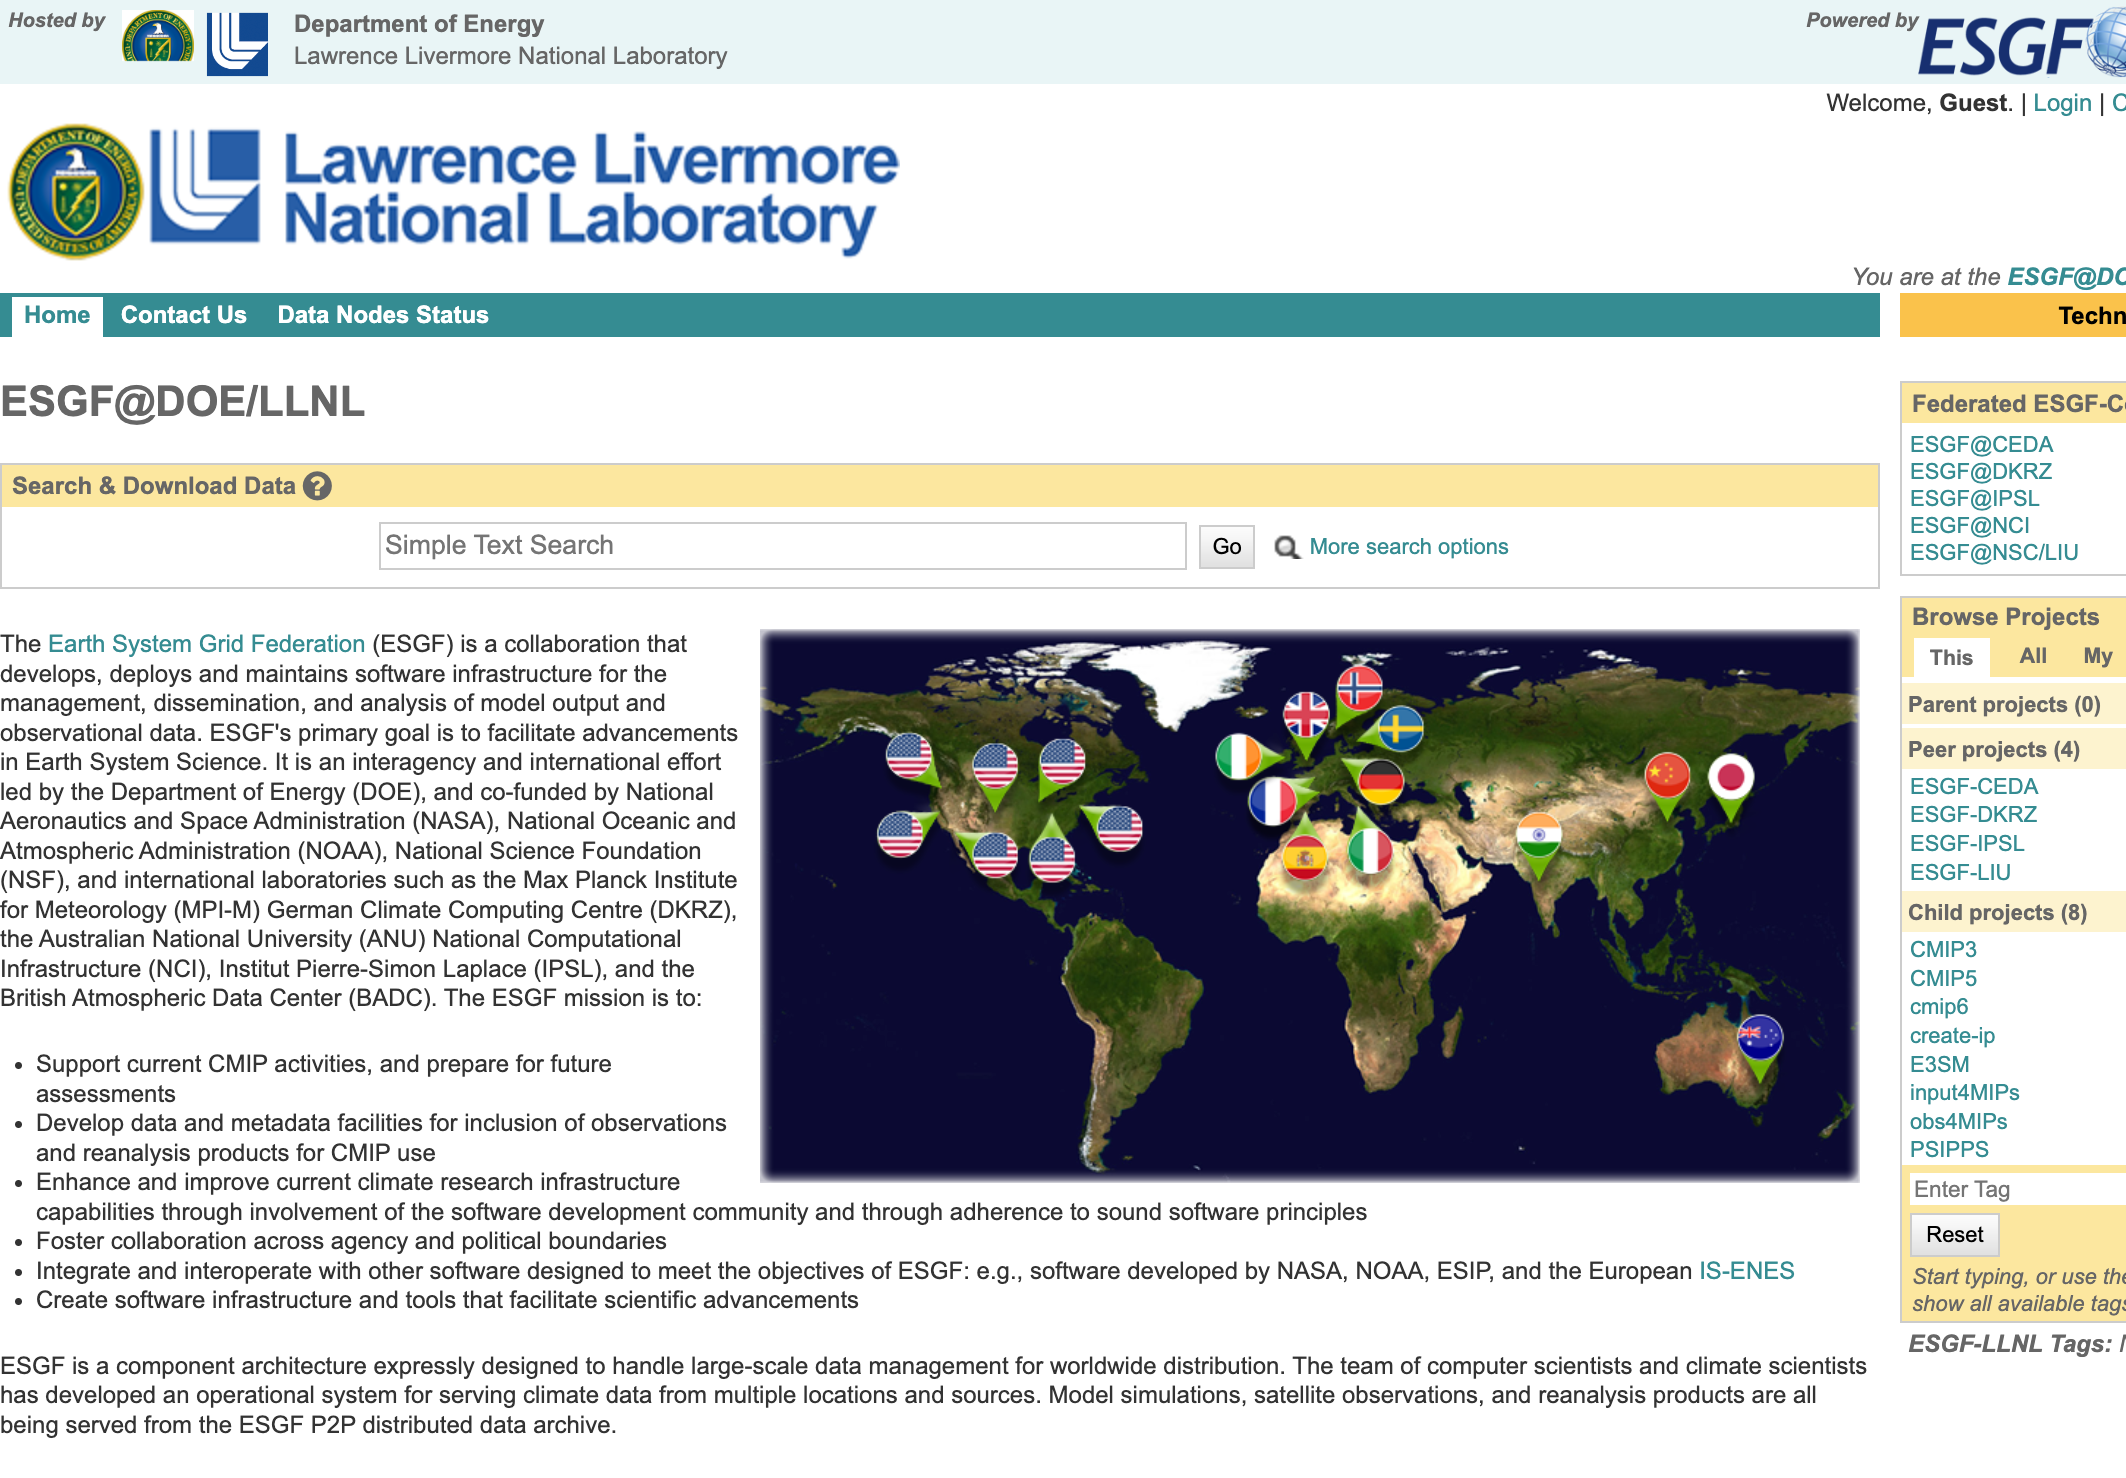 Hosted by
Department of Energy
Lawrence Livermore National Laboratory
Powered by
ESGF
Welcome, Guest. | Login |
Lawrence Livermore
National Laboratory
You are at the ESGF@DO
Home Contact Us Data Nodes Status
Techn
ESGF@DOE/LLNL
Search & Download Data ?
Simple Text Search Go More search options
The Earth System Grid Federation (ESGF) is a collaboration that
develops, deploys and maintains software infrastructure for the
management, dissemination, and analysis of model output and
observational data. ESGF's primary goal is to facilitate advancements
in Earth System Science. It is an interagency and international effort
led by the Department of Energy (DOE), and co-funded by National
Aeronautics and Space Administration (NASA), National Oceanic and
Atmospheric Administration (NOAA), National Science Foundation
(NSF), and international laboratories such as the Max Planck Institute
for Meteorology (MPI-M) German Climate Computing Centre (DKRZ),
the Australian National University (ANU) National Computational
Infrastructure (NCI), Institut Pierre-Simon Laplace (IPSL), and the
British Atmospheric Data Center (BADC). The ESGF mission is to:
• Support current CMIP activities, and prepare for future
assessments
• Develop data and metadata facilities for inclusion of observations
and reanalysis products for CMIP use
• Enhance and improve current climate research infrastructure
capabilities through involvement of the software development community and through adherence to sound software principles
• Foster collaboration across agency and political boundaries
• Integrate and interoperate with other software designed to meet the objectives of ESGF: e.g., software developed by NASA, NOAA, ESIP, and the European IS-ENES
• Create software infrastructure and tools that facilitate scientific advancements
ESGF is a component architecture expressly designed to handle large-scale data management for worldwide distribution. The team of computer scientists and climate scientists
has developed an operational system for serving climate data from multiple locations and sources. Model simulations, satellite observations, and reanalysis products are all
being served from the ESGF P2P distributed data archive.
Federated ESGF-C
ESGF@CEDA
ESGF@DKRZ
ESGF@IPSL
ESGF@NCI
ESGF@NSC/LIU
Browse Projects
This All My
Parent projects (0)
Peer projects (4)
ESGF-CEDA
ESGF-DKRZ
ESGF-IPSL
ESGF-LIU
Child projects (8)
CMIP3
CMIP5
cmip6
create-ip
E3SM
input4MIPs
obs4MIPs
PSIPPS
Enter Tag
Reset
Start typing, or use the
show all available tags
ESGF-LLNL Tags: